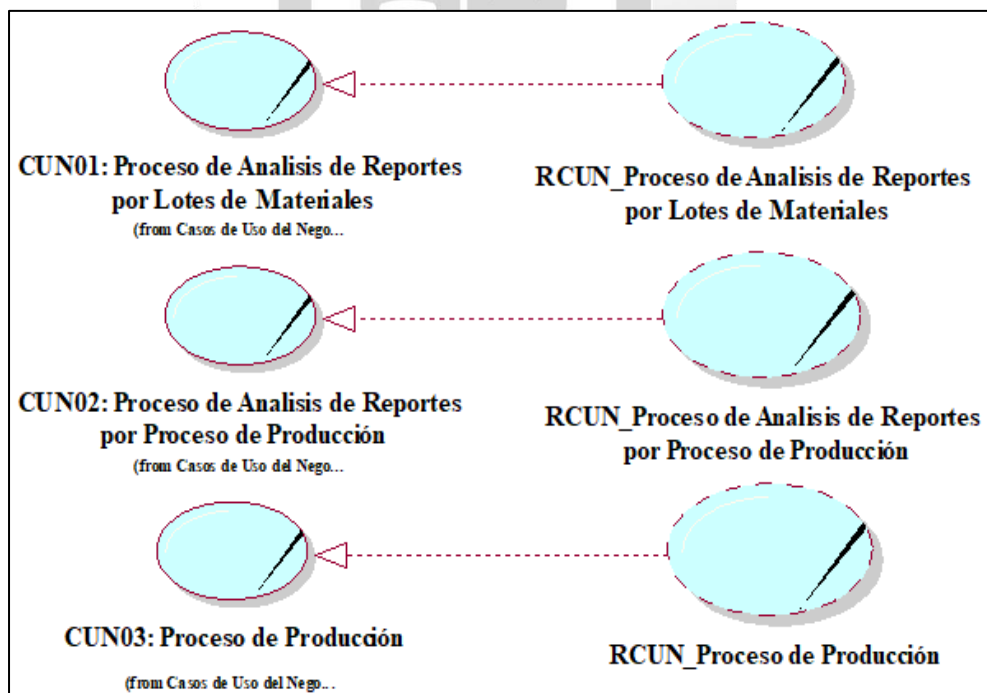 CUN01: Proceso de Analisis de Reportes
por Lotes de Materiales
(from Casos de Uso del Nego...
RCUN_Proceso de Analisis de Reportes
por Lotes de Materiales
CUN02: Proceso de Analisis de Reportes
por Proceso de Producción
(from Casos de Uso del Nego...
RCUN_Proceso de Analisis de Reportes
por Proceso de Producción
CUN03: Proceso de Producción
(from Casos de Uso del Nego...
RCUN_Proceso de Producción